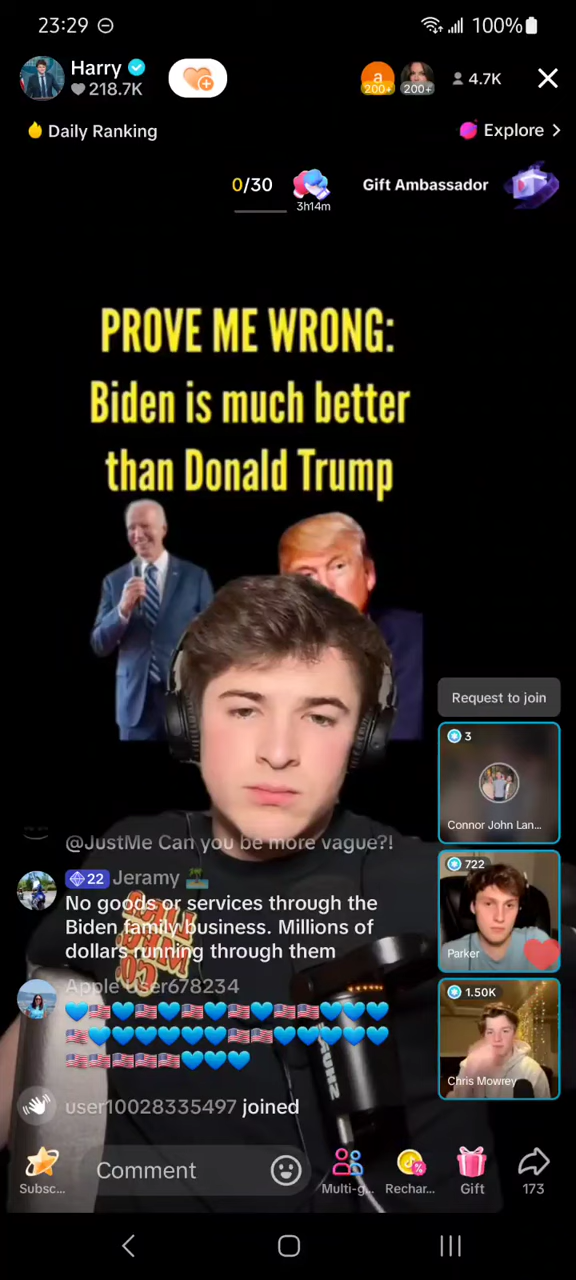 23:29
100%
Harry
218.7K
a
200+
200+
4.7K
Daily Ranking
Explore
0/30
3h14m
Gift Ambassador
PROVE ME WRONG:
Biden is much better
than Donald Trump
Request to join
3
Connor John Lan...
@JustMe Can you be more vague?!
22 Jeramy 🏝️
No goods or services through the
Biden family business. Millions of
dollars running through them
722
Parker
Apple User678234
💙🇺🇸💙🇺🇸💙🇺🇸💙🇺🇸💙🇺🇸🇺🇸💙💙💙
🇺🇸💙💙💙💙💙💙🇺🇸🇺🇸💙💙💙💙💙
🇺🇸🇺🇸🇺🇸🇺🇸🇺🇸💙💙💙
1.50K
Chris Mowrey
user10028335497 joined
Subsc...
Comment
Multi-g...
Rechar...
Gift
173